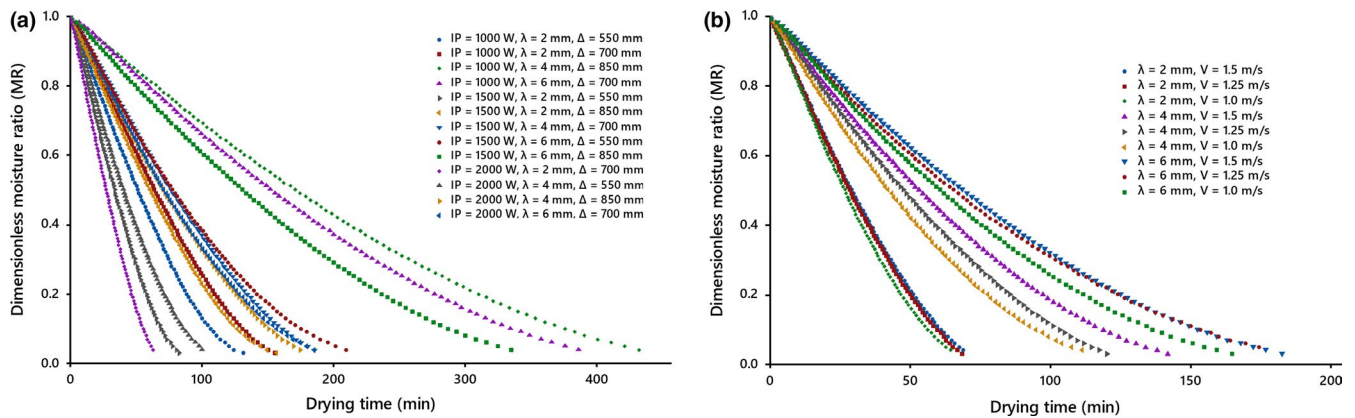 (a)
Dimensionless moisture ratio (MR)
1.0
0.8
0.6
0.4
0.2
0.0
0
100
200
300
400
Drying time (min)
IP = 1000 W, λ = 2 mm, Δ = 550 mm
IP = 1000 W, λ = 2 mm, Δ = 700 mm
IP = 1000 W, λ = 4 mm, Δ = 850 mm
IP = 1000 W, λ = 6 mm, Δ = 700 mm
IP = 1500 W, λ = 2 mm, Δ = 550 mm
IP = 1500 W, λ = 2 mm, Δ = 850 mm
IP = 1500 W, λ = 4 mm, Δ = 700 mm
IP = 1500 W, λ = 6 mm, Δ = 550 mm
IP = 1500 W, λ = 6 mm, Δ = 850 mm
IP = 2000 W, λ = 2 mm, Δ = 700 mm
IP = 2000 W, λ = 4 mm, Δ = 550 mm
IP = 2000 W, λ = 4 mm, Δ = 850 mm
IP = 2000 W, λ = 6 mm. Δ = 700 mm
(b)
Dimensionless moisture ratio (MR)
1.0
0.8
0.6
0.4
0.2
0.0
0
50
100
150
200
Drying time (min)
λ = 2 mm, V = 1.5 m/s
λ = 2 mm, V = 1.25 m/s
λ = 2 mm, V = 1.0 m/s
λ = 4 mm, V = 1.5 m/s
λ = 4 mm, V = 1.25 m/s
λ = 4 mm, V = 1.0 m/s
λ = 6 mm, V = 1.5 m/s
λ = 6 mm, V = 1.25 m/s
λ = 6 mm, V = 1.0 m/s